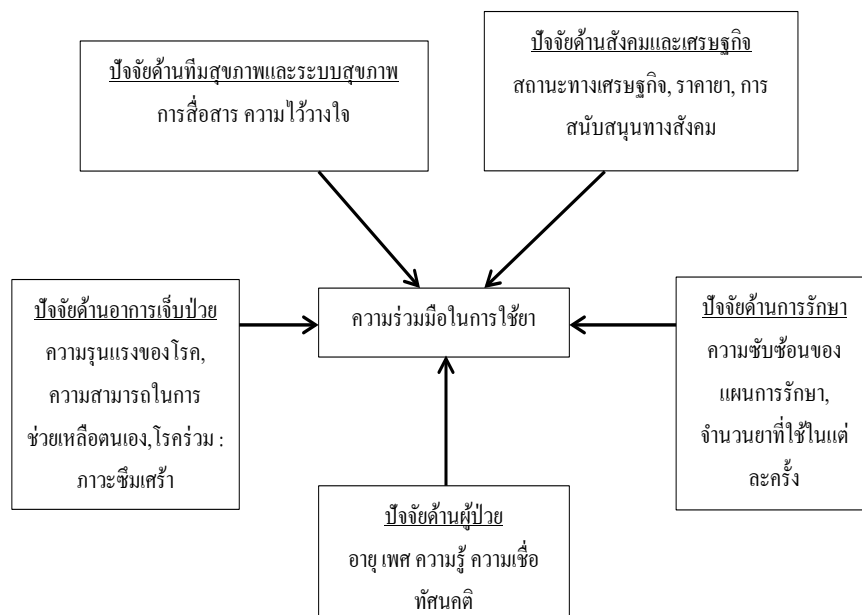 ปัจจัยด้านทีมสุขภาพและระบบสุขภาพ
การสื่อสาร ความไว้วางใจ
ปัจจัยด้านสังคมและเศรษฐกิจ
สถานะทางเศรษฐกิจ, ราคายา, การ
สนับสนุนทางสังคม
ปัจจัยด้านอาการเจ็บป่วย
ความรุนแรงของโรค,
ความสามารถในการ
ช่วยเหลือตนเอง,โรคร่วม :
ภาวะซึมเศร้า
ความร่วมมือในการใช้ยา
ปัจจัยด้านการรักษา
ความซับซ้อนของ
แผนการรักษา,
จำนวนยาที่ใช้ในแต่
ละครั้ง
ปัจจัยด้านผู้ป่วย
อายุ เพศ ความรู้ ความเชื่อ
ทัศนคติ